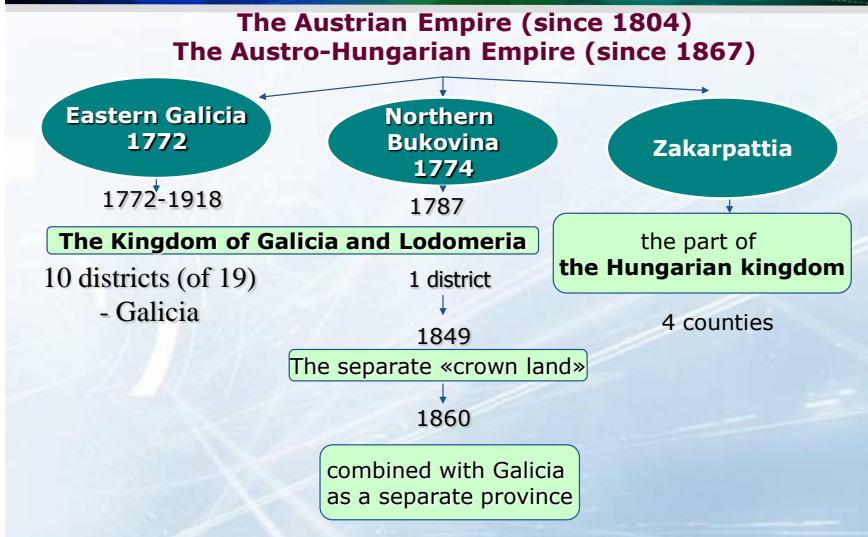 The Austrian Empire (since 1804)
The Austro-Hungarian Empire (since 1867)
Eastern Galicia
1772
Northern
Bukovina
1774
Zakarpattia
1772-1918
1787
The Kingdom of Galicia and Lodomeria
the part of
the Hungarian kingdom
10 districts (of 19)
- Galicia
1 district
4 counties
1849
The separate «crown land»
1860
combined with Galicia
as a separate province